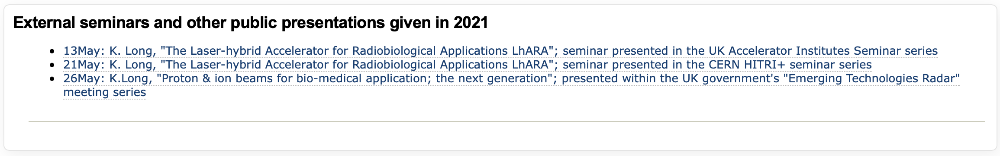 External seminars and other public presentations given in 2021
13May: K. Long, "The Laser-hybrid Accelerator for Radiobiological Applications LhARA"; seminar presented in the UK Accelerator Institutes Seminar series
21May: K. Long, "The Laser-hybrid Accelerator for Radiobiological Applications LhARA"; seminar presented in the CERN HITRI+ seminar series
26May: K.Long, "Proton & ion beams for bio-medical application; the next generation"; presented within the UK government's "Emerging Technologies Radar"
meeting series